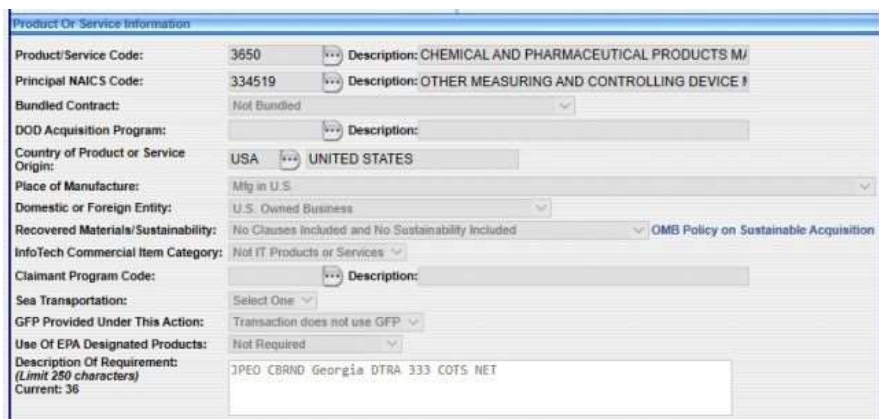 Product Or Service Information
Product/Service Code: 3650 Description: CHEMICAL AND PHARMACEUTICAL PRODUCTS MA
Principal NAICS Code: 334519 Description: OTHER MEASURING AND CONTROLLING DEVICE
Bundled Contract: Not Bundled
DOD Acquisition Program: Description:
Country of Product or Service
Origin: USA UNITED STATES
Place of Manufacture: Mfg in U.S.
Domestic or Foreign Entity: U.S. Owned Business
Recovered Materials/Sustainability: No Clauses Included and No Sustainability Included OMB Policy on Sustainable Acquisition
InfoTech Commercial Item Category: Not IT Products or Services
Claimant Program Code: Description:
Sea Transportation: Select One
GFP Provided Under This Action: Transaction does not use GFP
Use Of EPA Designated Products: Not Required
Description Of Requirement:
(Limit 250 characters)
Current: 36
JPEO CBRND Georgia DTRA 333 COTS NET